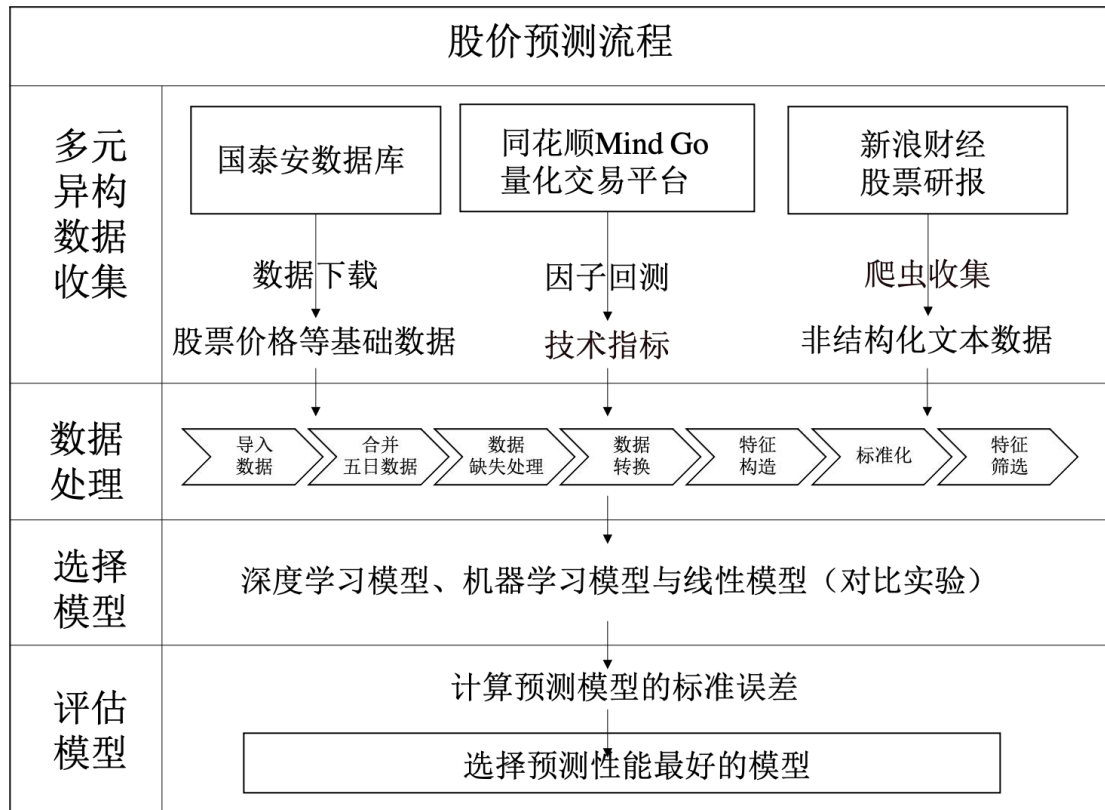 股价预测流程
多元
异构
数据
收集
国泰安数据库
同花顺Mind Go
量化交易平台
新浪财经
股票研报
数据下载
因子回测
爬虫收集
股票价格等基础数据
技术指标
非结构化文本数据
数据
处理
导入
数据
合并
五日数据
数据
缺失处理
数据
转换
特征
构造
标准化
特征
筛选
选择
模型
深度学习模型、机器学习模型与线性模型（对比实验）
评估
模型
计算预测模型的标准误差
选择预测性能最好的模型